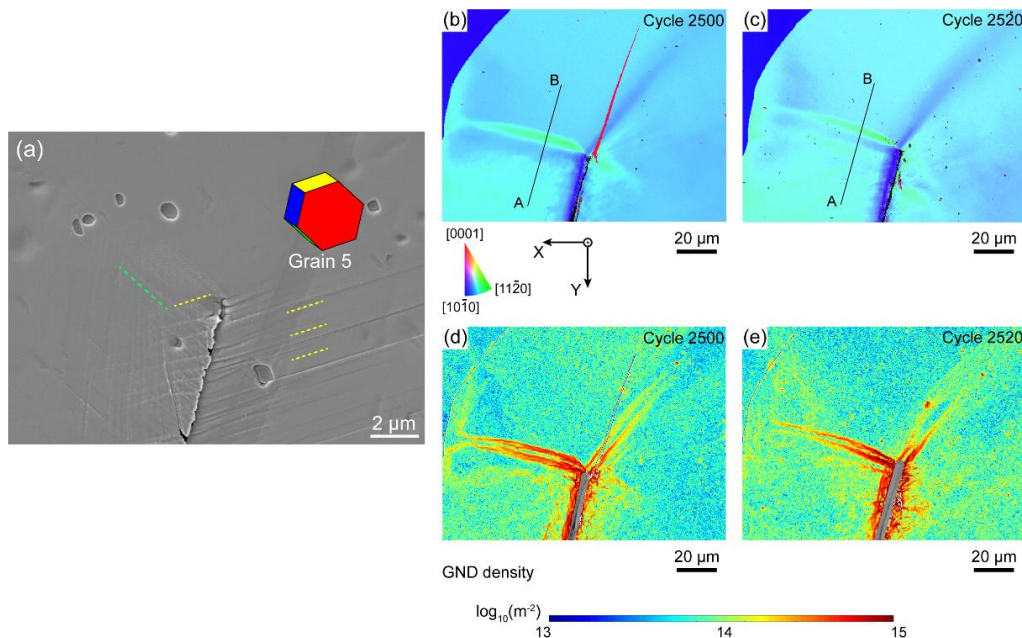 (a)
Grain 5
2 μm
(b)
Cycle 2500
B
A
20 μm
(c)
Cycle 2520
B
A
20 μm
[0001]
[112̄0]
[101̄0]
X
Y
(d)
Cycle 2500
20 μm
(e)
Cycle 2520
20 μm
GND density
log₁₀(m⁻²)
13
14
15